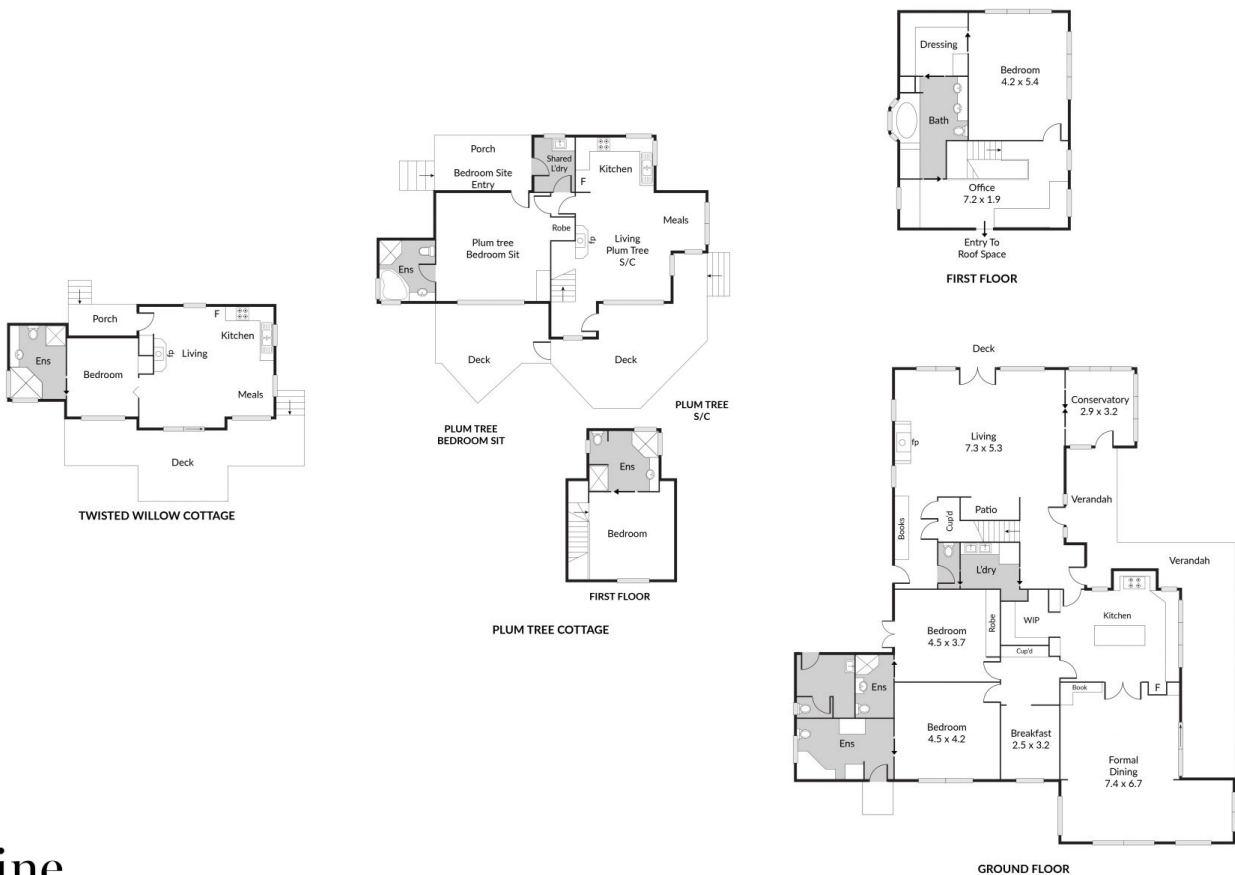 Porch
Ens
Bedroom
F
Kitchen
fp
Living
Meals
Deck
TWISTED WILLOW COTTAGE
Porch
Bedroom Site
Entry
Shared
L'dry
Kitchen
F
Meals
Robe
Plum tree
Bedroom Sit
fp
Living
Plum Tree
S/C
Ens
Deck
Deck
PLUM TREE
BEDROOM SIT
PLUM TREE
S/C
Ens
Bedroom
FIRST FLOOR
PLUM TREE COTTAGE
Dressing
Bedroom
4.2 x 5.4
Bath
Office
7.2 x 1.9
Entry To
Roof Space
FIRST FLOOR
Deck
Conservatory
2.9 x 3.2
fp
Living
7.3 x 5.3
Verandah
Books
Cup'd
Patio
Verandah
L'dry
Kitchen
Bedroom
4.5 x 3.7
Robe
WIP
Cup'd
Ens
Book
F
Ens
Bedroom
4.5 x 4.2
Breakfast
2.5 x 3.2
Formal
Dining
7.4 x 6.7
GROUND FLOOR
ine